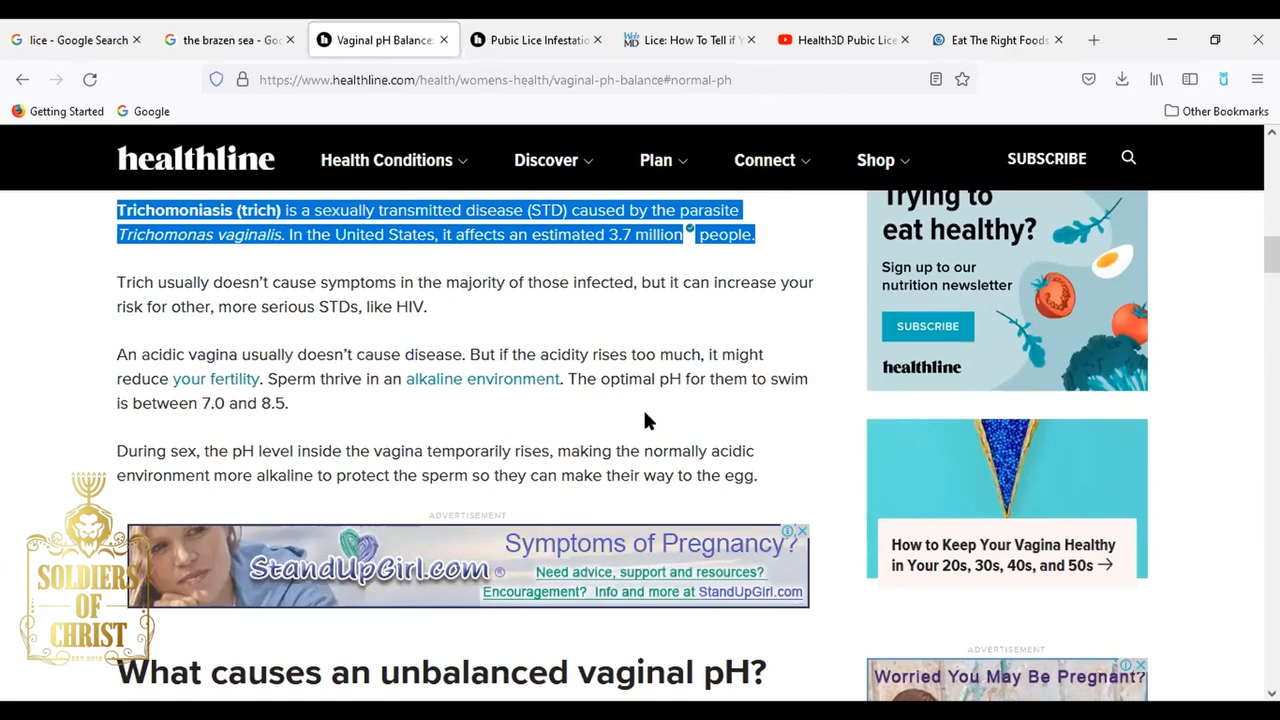 lice - Google Search
the brazen sea - Goo
Vaginal pH Balance:
Pubic Lice Infestatio
WebMD
Lice: How To Tell if Y
Health3D Pubic Lice
Eat The Right Foods
https://www.healthline.com/health/womens-health/vaginal-ph-balance#normal-ph
Getting Started
Google
Other Bookmarks
healthline
Health Conditions
Discover
Plan
Connect
Shop
SUBSCRIBE
Trichomoniasis (trich) is a sexually transmitted disease (STD) caused by the parasite
Trichomonas vaginalis. In the United States, it affects an estimated 3.7 million people.
Trich usually doesn't cause symptoms in the majority of those infected, but it can increase your
risk for other, more serious STDs, like HIV.
An acidic vagina usually doesn't cause disease. But if the acidity rises too much, it might
reduce your fertility. Sperm thrive in an alkaline environment. The optimal pH for them to swim
is between 7.0 and 8.5.
During sex, the pH level inside the vagina temporarily rises, making the normally acidic
environment more alkaline to protect the sperm so they can make their way to the egg.
ADVERTISEMENT
StandUpGirl.com®
Symptoms of Pregnancy?
Need advice, support and resources?
Encouragement? Info and more at StandUpGirl.com
What causes an unbalanced vaginal pH?
Trying to
eat healthy?
Sign up to our
nutrition newsletter
SUBSCRIBE
healthline
How to Keep Your Vagina Healthy
in Your 20s, 30s, 40s, and 50s →
ADVERTISEMENT
Worried You May Be Pregnant?
SOLDIERS
OF
CHRIST